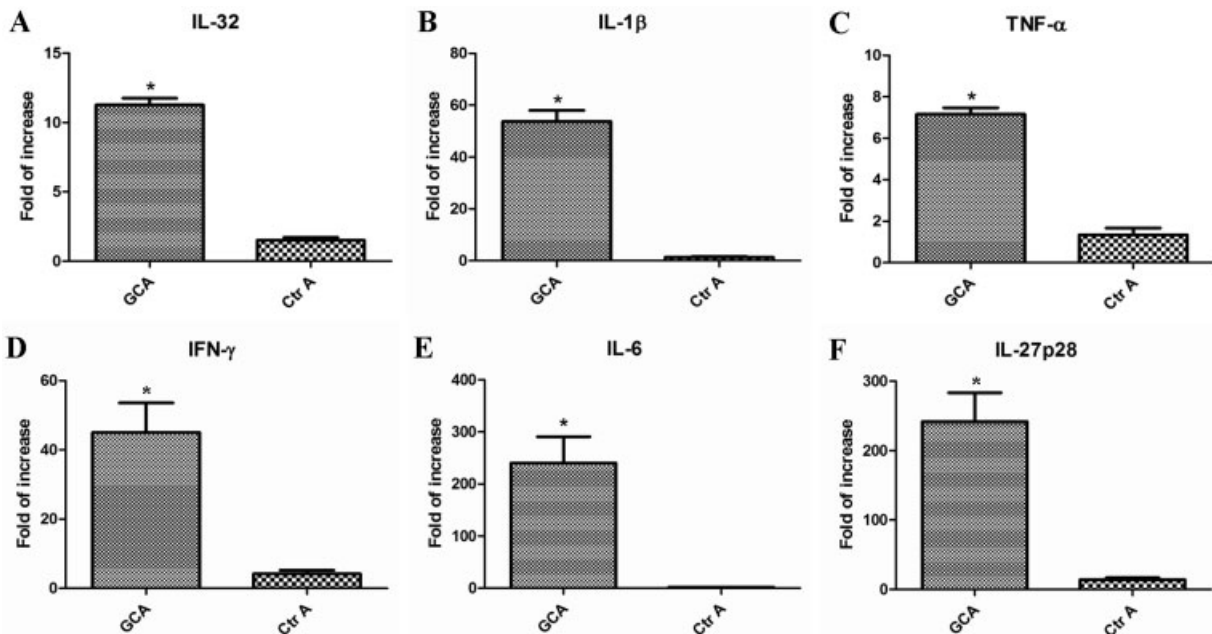 A
IL-32
Fold of increase
15
10
5
0
*
GCA
Ctr A
B
IL-1β
Fold of increase
80
60
40
20
0
*
GCA
Ctr A
C
TNF-α
Fold of increase
10
8
6
4
2
0
*
GCA
Ctr A
D
IFN-γ
Fold of increase
60
40
20
0
*
GCA
Ctr A
E
IL-6
Fold of increase
400
300
200
100
0
*
GCA
Ctr A
F
IL-27p28
Fold of increase
300
200
100
0
*
GCA
Ctr A